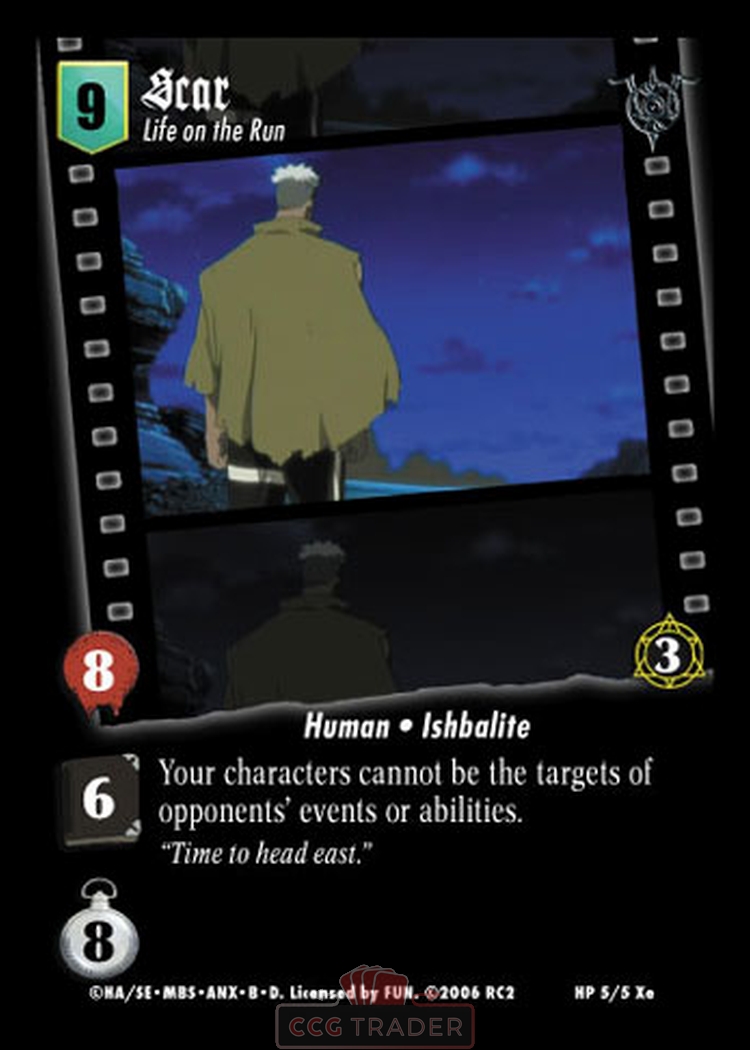 9
Scar
Life on the Run
8
3
Human • Ishbalite
6
Your characters cannot be the targets of
opponents' events or abilities.
“Time to head east.”
8
©HA/SE•MBS•ANX•B•D. Licensed by FUN. ©2006 RC2
HP 5/5 Xe
CCG TRADER